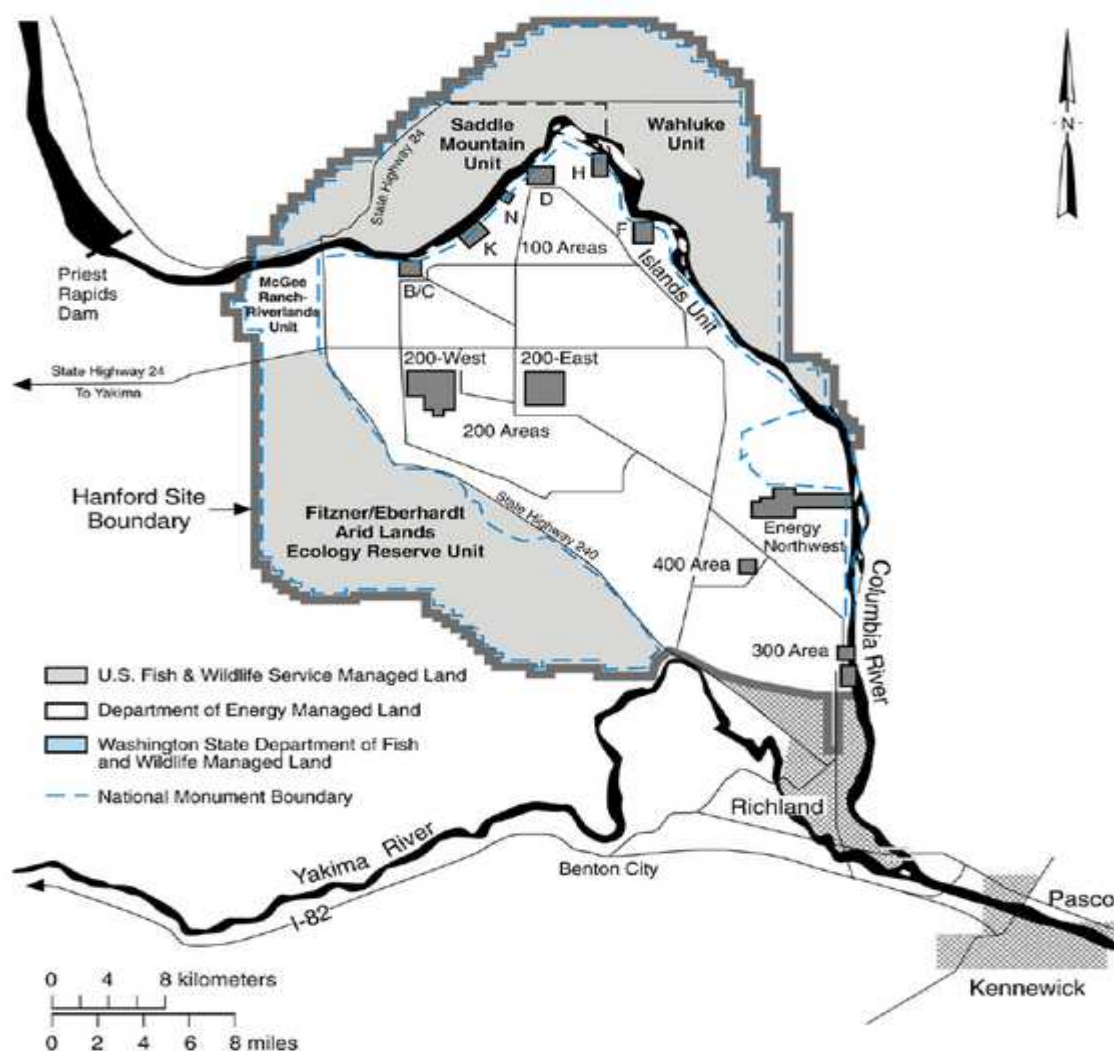 Saddle
Mountain
Unit
Wahluke
Unit
State Highway 24
N
H
D
N
F
K
100 Areas
B/C
Islands Unit
Priest
Rapids
Dam
McGee
Ranch-
Riverlands
Unit
State Highway 24
To Yakima
200-West
200-East
200 Areas
Hanford Site
Boundary
Fitzner/Eberhardt
Arid Lands
Ecology Reserve Unit
State Highway 240
Energy
Northwest
400 Area
Columbia River
300 Area
U.S. Fish & Wildlife Service Managed Land
Department of Energy Managed Land
Washington State Department of Fish
and Wildlife Managed Land
National Monument Boundary
Richland
Yakima River
Benton City
I-82
Pasco
Kennewick
0 4 8 kilometers
0 2 4 6 8 miles